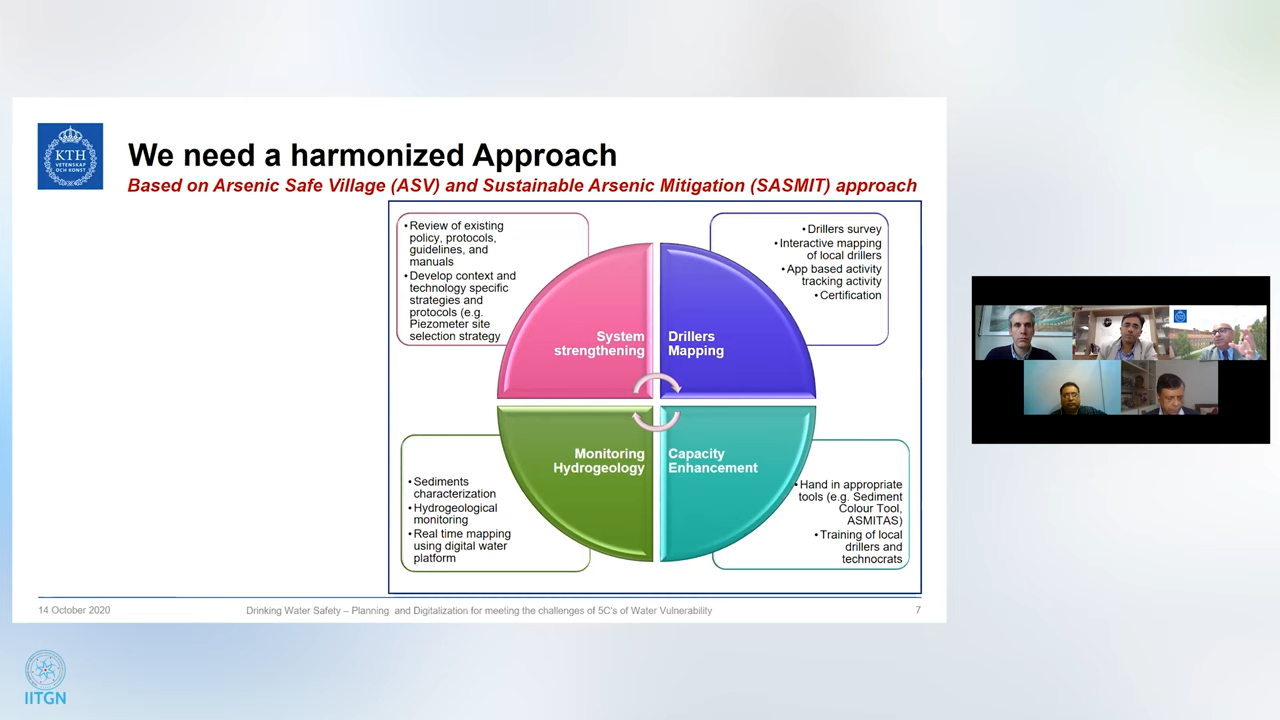 KTH
VETENSKAP
OCH KONST
We need a harmonized Approach
Based on Arsenic Safe Village (ASV) and Sustainable Arsenic Mitigation (SASMIT) approach
• Review of existing
policy, protocols,
guidelines, and
manuals
• Develop context and
technology specific
strategies and
protocols (e.g.
Piezometer site
selection strategy
• Drillers survey
• Interactive mapping
of local drillers
• App based activity
tracking activity
• Certification
System
strengthening
Drillers
Mapping
Monitoring
Hydrogeology
Capacity
Enhancement
• Sediments
characterization
• Hydrogeological
monitoring
• Real time mapping
using digital water
platform
• Hand in appropriate
tools (e.g. Sediment
Colour Tool,
ASMITAS)
• Training of local
drillers and
technocrats
14 October 2020
Drinking Water Safety – Planning and Digitalization for meeting the challenges of 5C's of Water Vulnerability
7
IITGN